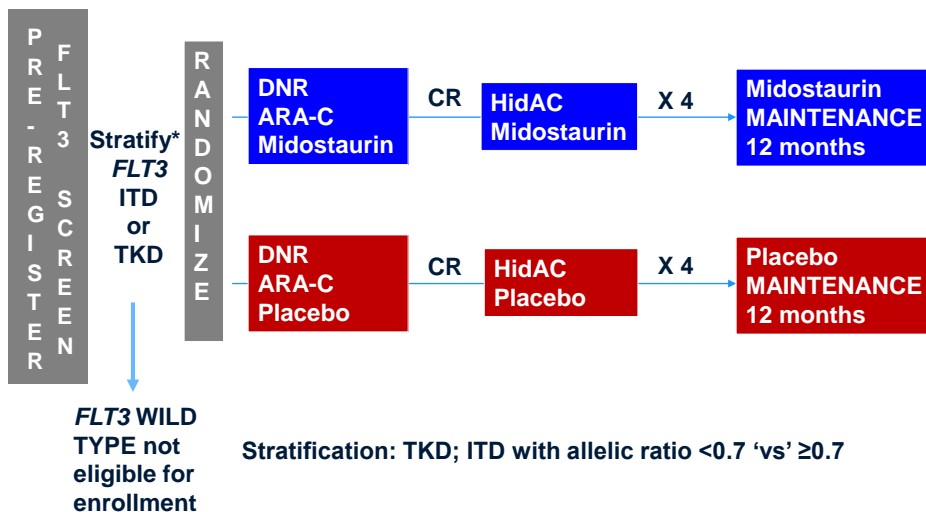 PRE-REGISTER
FLT3 SCREEN
Stratify*
FLT3
ITD
or
TKD
RANDOMIZE
DNR
ARA-C
Midostaurin
CR
HidAC
Midostaurin
X 4
Midostaurin
MAINTENANCE
12 months
DNR
ARA-C
Placebo
CR
HidAC
Placebo
X 4
Placebo
MAINTENANCE
12 months
FLT3 WILD
TYPE not
eligible for
enrollment
Stratification: TKD; ITD with allelic ratio <0.7 ‘vs’ ≥0.7